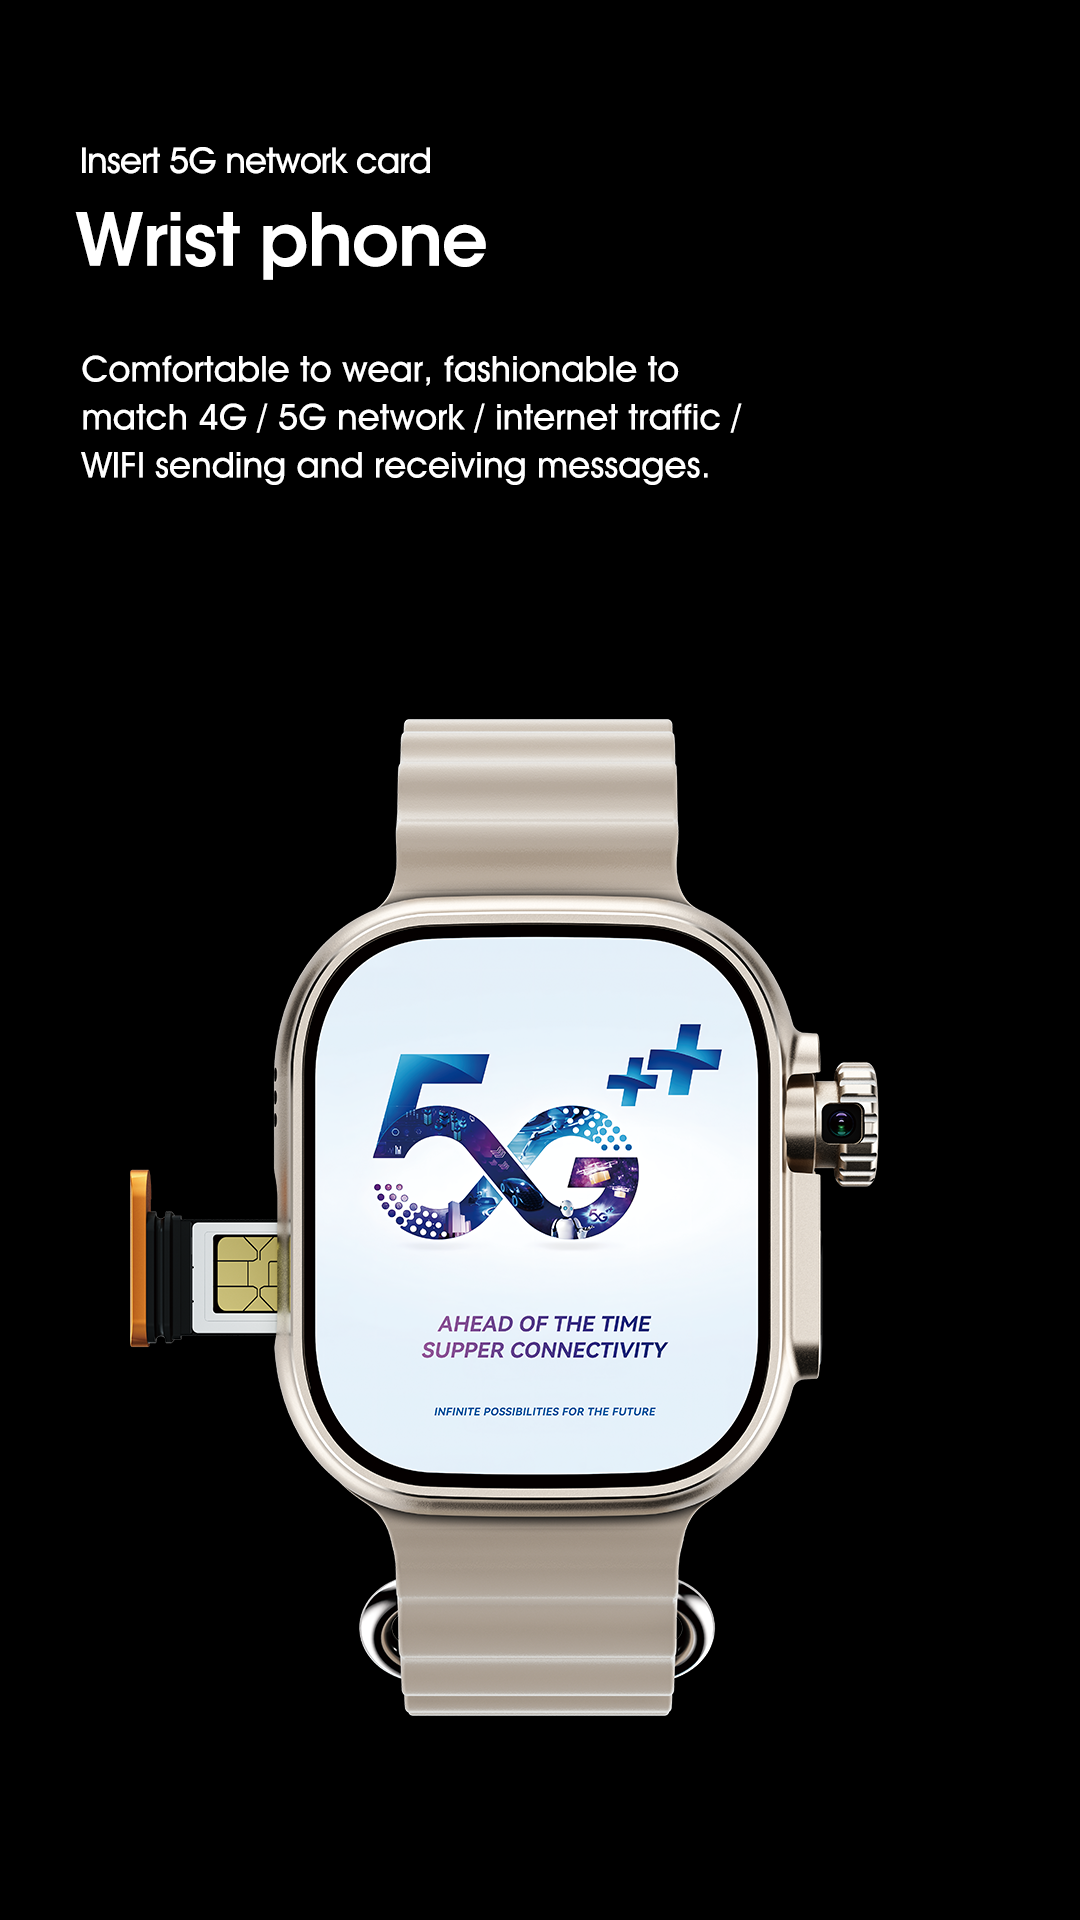 Insert 5G network card
Wrist phone
Comfortable to wear, fashionable to
match 4G / 5G network / internet traffic /
WIFI sending and receiving messages.
5G++
AHEAD OF THE TIME
SUPPER CONNECTIVITY
INFINITE POSSIBILITIES FOR THE FUTURE